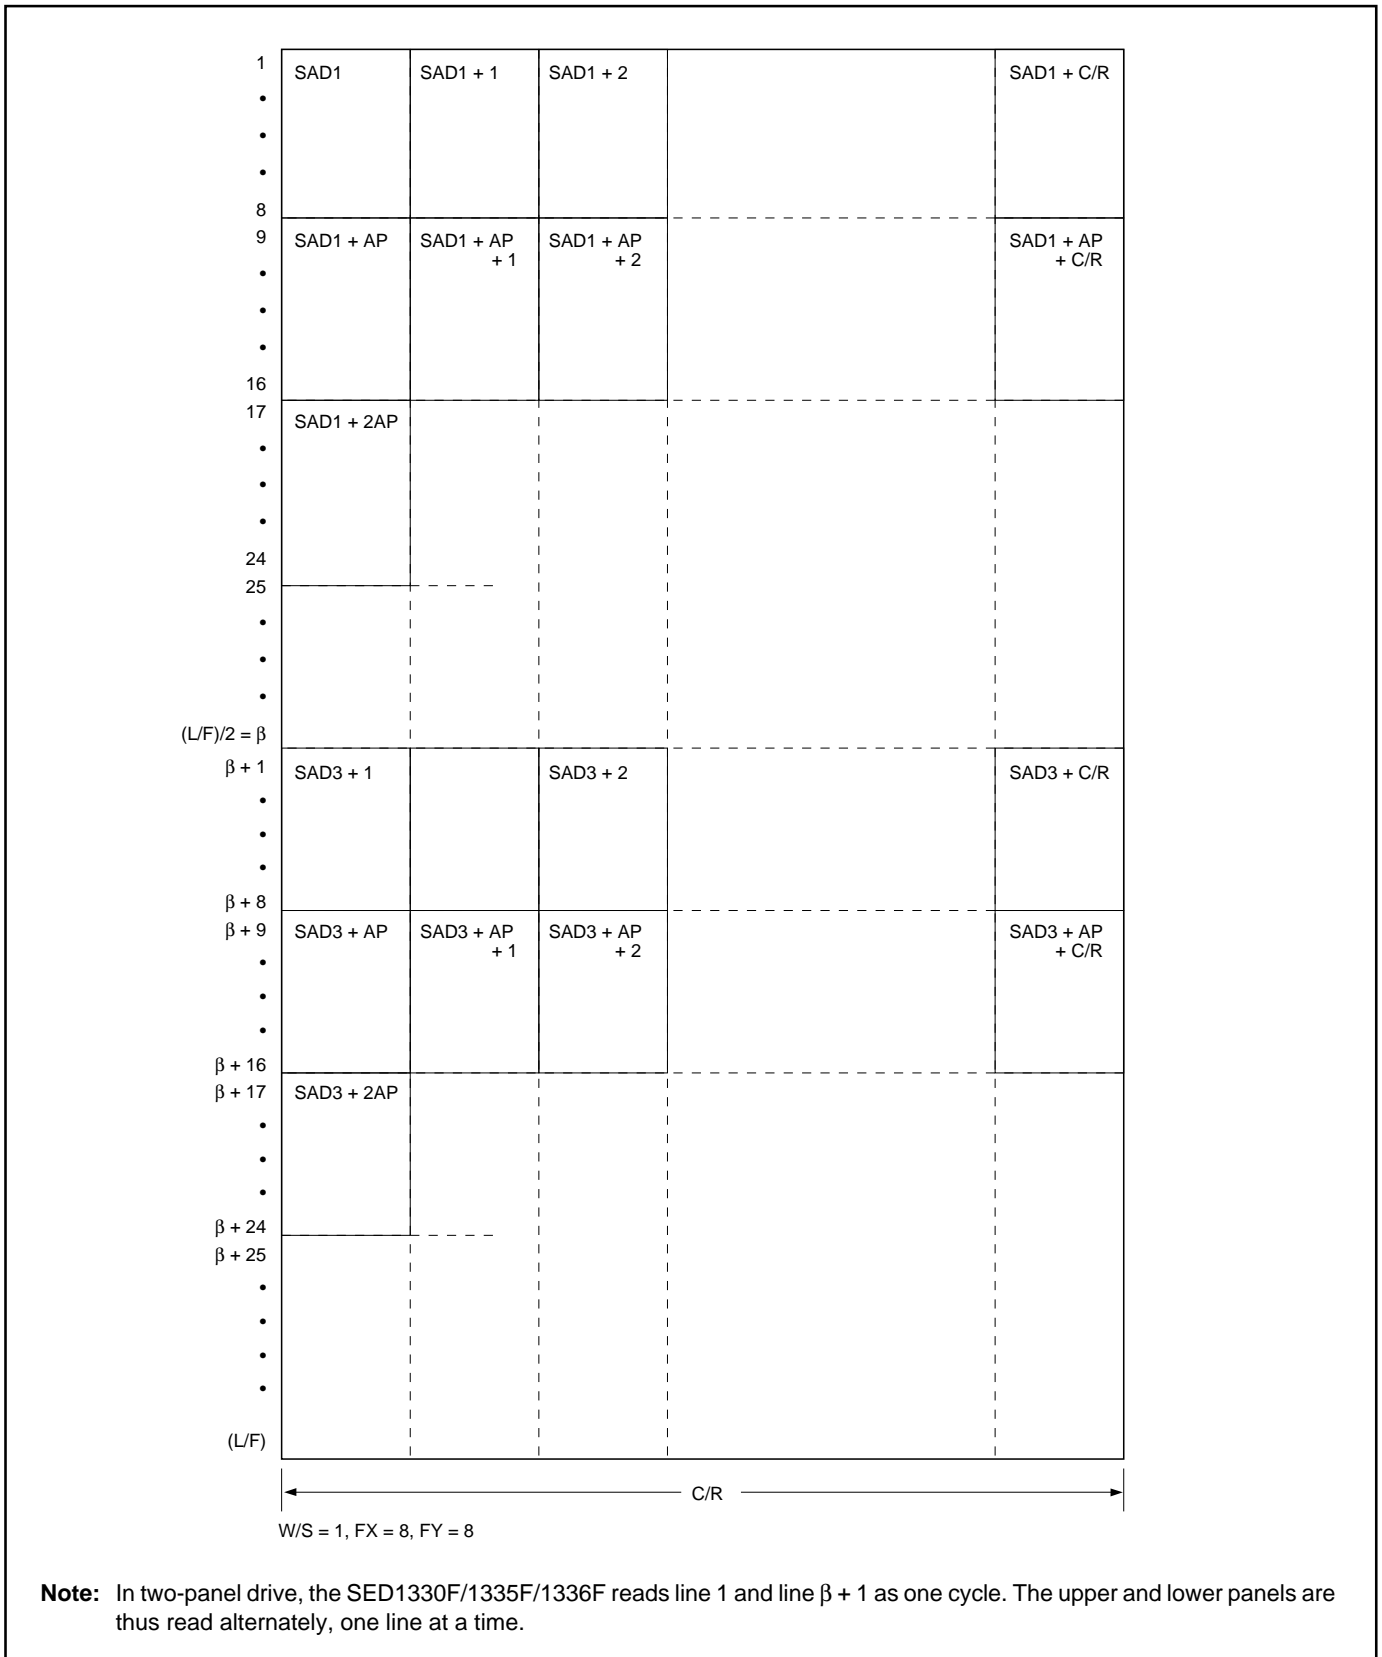 1 SAD1 SAD1 + 1 SAD1 + 2 SAD1 + C/R
•
•
•
8
9 SAD1 + AP SAD1 + AP SAD1 + AP SAD1 + AP
+ 1 + 2 + C/R
•
•
•
16
17 SAD1 + 2AP
•
•
•
24
25
•
•
•
(L/F)/2 = β
β + 1 SAD3 + 1 SAD3 + 2 SAD3 + C/R
•
•
•
β + 8
β + 9 SAD3 + AP SAD3 + AP SAD3 + AP SAD3 + AP
+ 1 + 2 + C/R
•
•
•
β + 16
β + 17 SAD3 + 2AP
•
•
•
β + 24
β + 25
•
•
•
•
(L/F)
C/R
W/S = 1, FX = 8, FY = 8
Note: In two-panel drive, the SED1330F/1335F/1336F reads line 1 and line β + 1 as one cycle. The upper and lower panels are
thus read alternately, one line at a time.